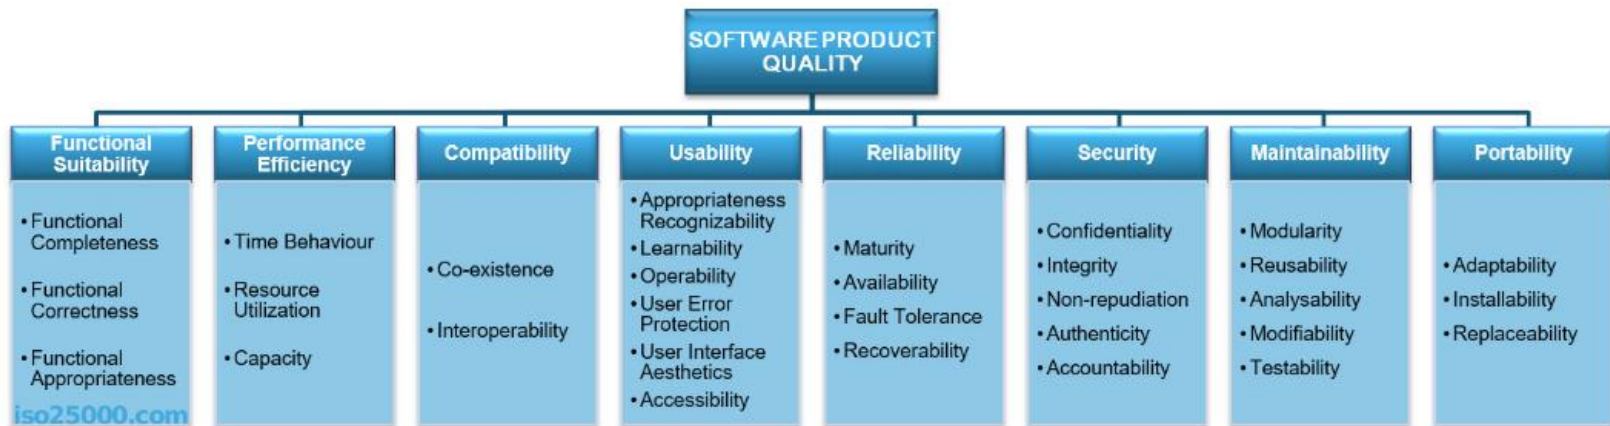 SOFTWARE PRODUCT
QUALITY
Functional
Suitability
• Functional
Completeness
• Functional
Correctness
• Functional
Appropriateness
iso25000.com
Performance
Efficiency
• Time Behaviour
• Resource
Utilization
• Capacity
Compatibility
• Co-existence
• Interoperability
Usability
• Appropriateness
Recognizability
• Learnability
• Operability
• User Error
Protection
• User Interface
Aesthetics
• Accessibility
Reliability
• Maturity
• Availability
• Fault Tolerance
• Recoverability
Security
• Confidentiality
• Integrity
• Non-repudiation
• Authenticity
• Accountability
Maintainability
• Modularity
• Reusability
• Analysability
• Modifiability
• Testability
Portability
• Adaptability
• Installability
• Replaceability